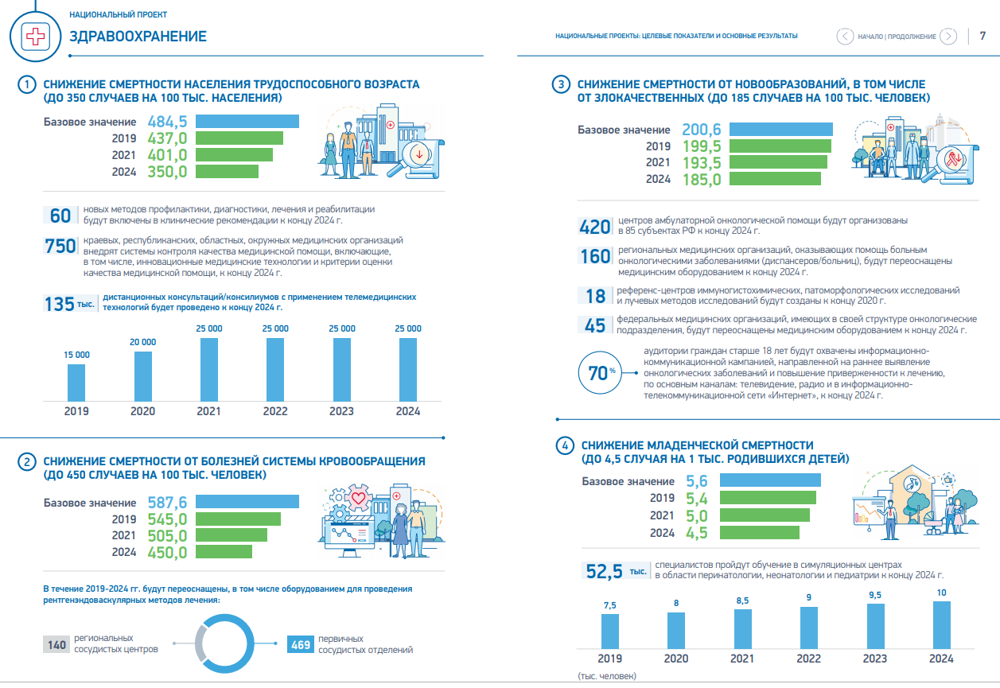 НАЦИОНАЛЬНЫЙ ПРОЕКТ
ЗДРАВООХРАНЕНИЕ
НАЦИОНАЛЬНЫЕ ПРОЕКТЫ: ЦЕЛЕВЫЕ ПОКАЗАТЕЛИ И ОСНОВНЫЕ РЕЗУЛЬТАТЫ
НАЧАЛО | ПРОДОЛЖЕНИЕ
7
1
СНИЖЕНИЕ СМЕРТНОСТИ НАСЕЛЕНИЯ ТРУДОСПОСОБНОГО ВОЗРАСТА
(ДО 350 СЛУЧАЕВ НА 100 ТЫС. НАСЕЛЕНИЯ)
Базовое значение 484,5
2019 437,0
2021 401,0
2024 350,0
60 новых методов профилактики, диагностики, лечения и реабилитации
будут включены в клинические рекомендации к концу 2024 г.
750 краевых, республиканских, областных, окружных медицинских организаций
внедрят системы контроля качества медицинской помощи, включающие,
в том числе, инновационные медицинские технологии и критерии оценки
качества медицинской помощи, к концу 2024 г.
135 тыс. дистанционных консультаций/консилиумов с применением телемедицинских
технологий будет проведено к концу 2024 г.
15 000 20 000 25 000 25 000 25 000 25 000
2019 2020 2021 2022 2023 2024
2
СНИЖЕНИЕ СМЕРТНОСТИ ОТ БОЛЕЗНЕЙ СИСТЕМЫ КРОВООБРАЩЕНИЯ
(ДО 450 СЛУЧАЕВ НА 100 ТЫС. ЧЕЛОВЕК)
Базовое значение 587,6
2019 545,0
2021 505,0
2024 450,0
В течение 2019-2024 гг. будут переоснащены, в том числе оборудованием для проведения
рентгенэндоваскулярных методов лечения:
140 региональных
сосудистых центров
469 первичных
сосудистых отделений
3
СНИЖЕНИЕ СМЕРТНОСТИ ОТ НОВООБРАЗОВАНИЙ, В ТОМ ЧИСЛЕ
ОТ ЗЛОКАЧЕСТВЕННЫХ (ДО 185 СЛУЧАЕВ НА 100 ТЫС. ЧЕЛОВЕК)
Базовое значение 200,6
2019 199,5
2021 193,5
2024 185,0
420 центров амбулаторной онкологической помощи будут организованы
в 85 субъектах РФ к концу 2024 г.
160 региональных медицинских организаций, оказывающих помощь больным
онкологическими заболеваниями (диспансеров/больниц), будут переоснащены
медицинским оборудованием к концу 2024 г.
18 референс-центров иммуногистохимических, патоморфологических исследований
и лучевых методов исследований будут созданы к концу 2020 г.
45 федеральных медицинских организаций, имеющих в своей структуре онкологические
подразделения, будут переоснащены медицинским оборудованием к концу 2024 г.
70% аудитории граждан старше 18 лет будут охвачены информационно-
коммуникационной кампанией, направленной на раннее выявление
онкологических заболеваний и повышение приверженности к лечению,
по основным каналам: телевидение, радио и в информационно-
телекоммуникационной сети «Интернет», к концу 2024 г.
4
СНИЖЕНИЕ МЛАДЕНЧЕСКОЙ СМЕРТНОСТИ
(ДО 4,5 СЛУЧАЯ НА 1 ТЫС. РОДИВШИХСЯ ДЕТЕЙ)
Базовое значение 5,6
2019 5,4
2021 5,0
2024 4,5
52,5 тыс. специалистов пройдут обучение в симуляционных центрах
в области перинатологии, неонатологии и педиатрии к концу 2024 г.
7,5 8 8,5 9 9,5 10
2019 2020 2021 2022 2023 2024
(тыс. человек)